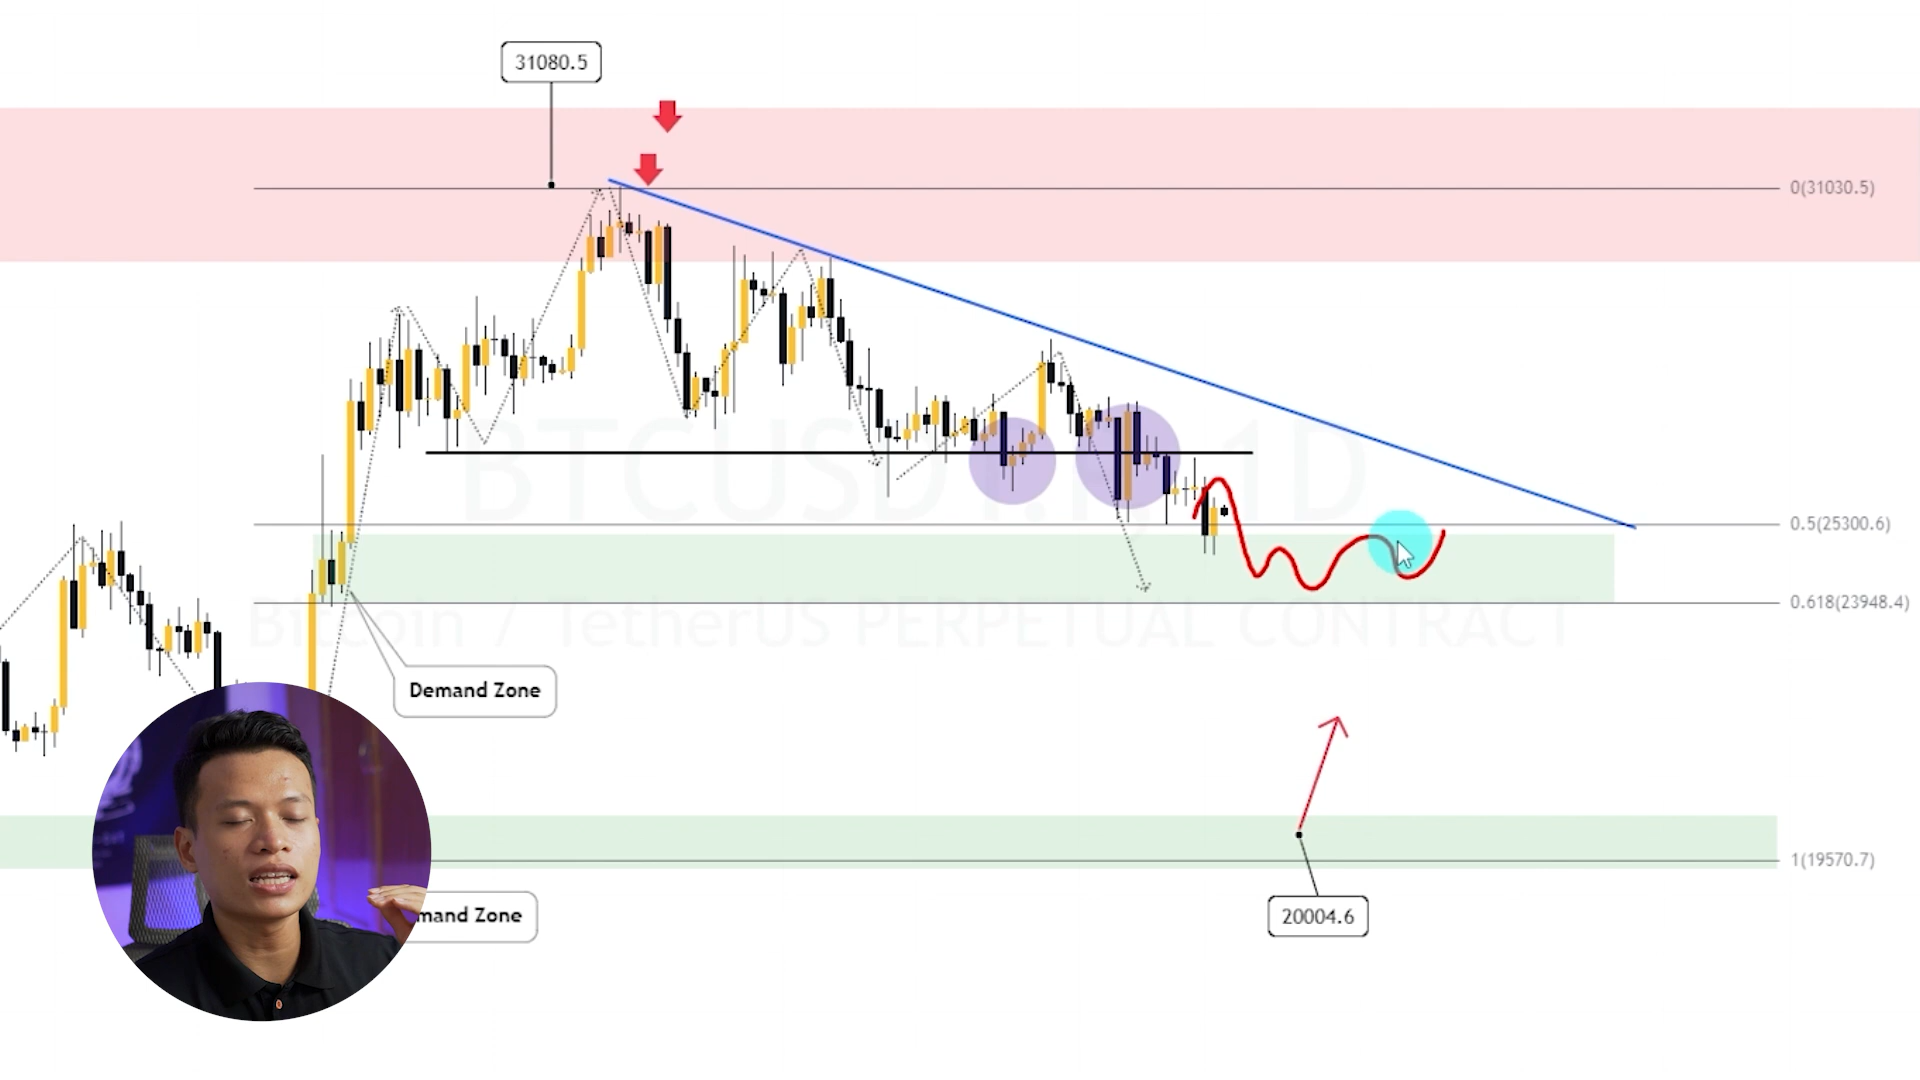 31080.5
0(31030.5)
BTCUSDT.P, 1D
0.5(25300.6)
Bitcoin / TetherUS PERPETUAL CONTRACT
0.618(23948.4)
Demand Zone
1(19570.7)
mand Zone
20004.6